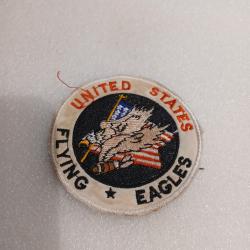 UNITED STATES
FLYING ★ EAGLES